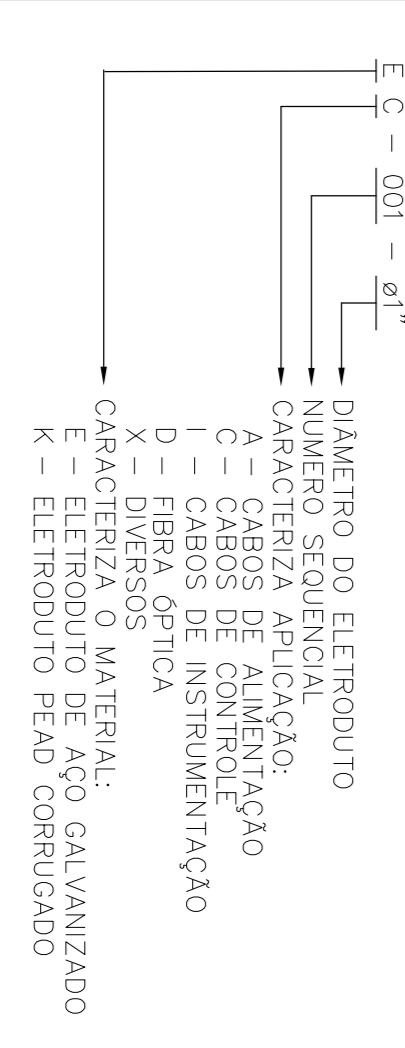 E C - 001 - ø1"
DIÂMETRO DO ELETRODUTO
NUMERO SEQUENCIAL
CARACTERIZA APLICAÇÃO:
A - CABOS DE ALIMENTAÇÃO
C - CABOS DE CONTROLE
I - CABOS DE INSTRUMENTAÇÃO
D - FIBRA ÓPTICA
X - DIVERSOS
CARACTERIZA O MATERIAL:
E - ELETRODUTO DE AÇO GALVANIZADO
K - ELETRODUTO PEAD CORRUGADO